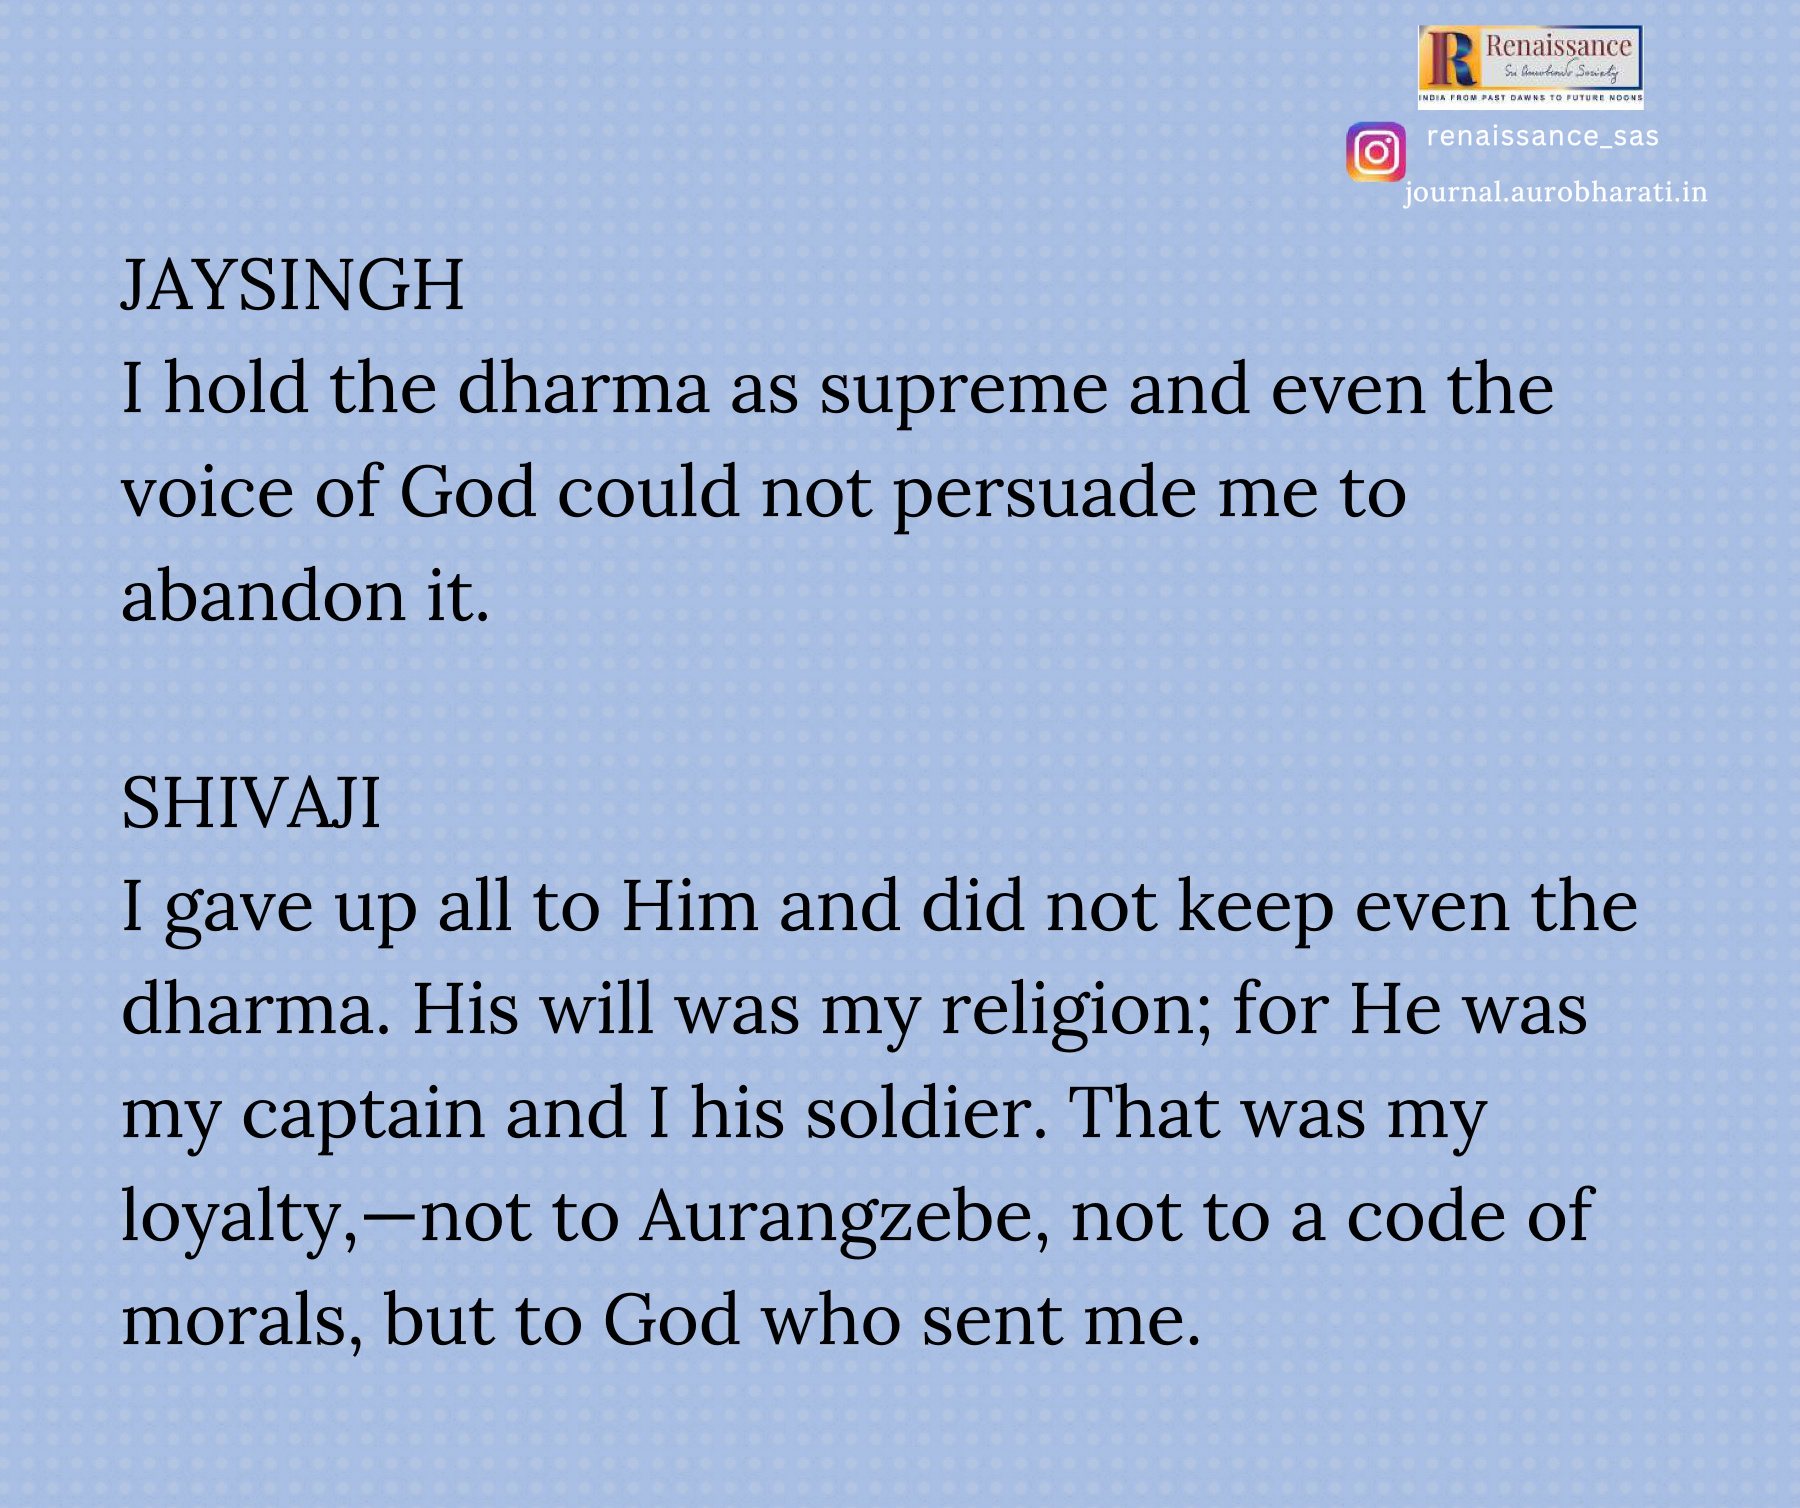 R Renaissance
Sri Aurobindo Society
INDIA FROM PAST DAWNS TO FUTURE NOONS
renaissance_sas
journal.aurobharati.in
JAYSINGH
I hold the dharma as supreme and even the
voice of God could not persuade me to
abandon it.
SHIVAJI
I gave up all to Him and did not keep even the
dharma. His will was my religion; for He was
my captain and I his soldier. That was my
loyalty,—not to Aurangzebe, not to a code of
morals, but to God who sent me.